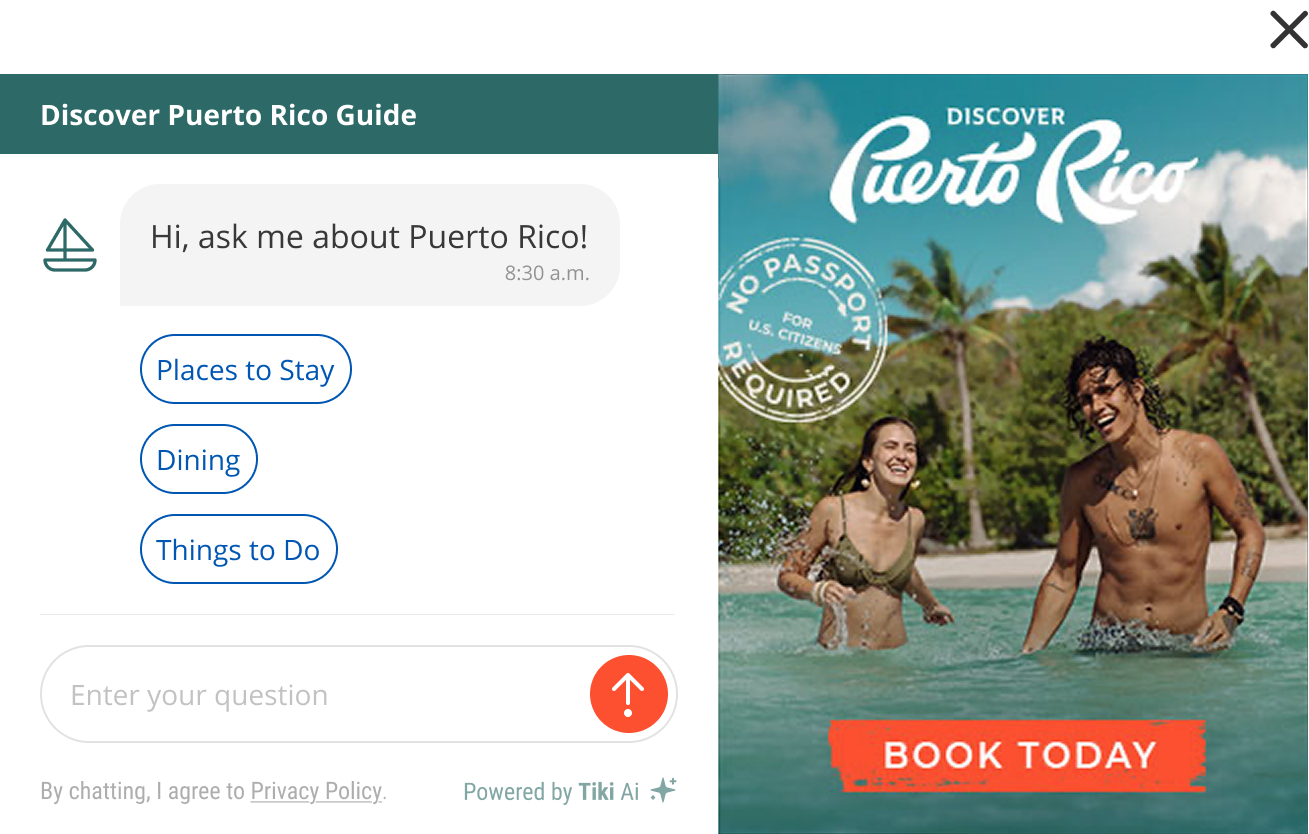 Discover Puerto Rico Guide
Hi, ask me about Puerto Rico!
8:30 a.m.
Places to Stay
Dining
Things to Do
Enter your question
By chatting, I agree to Privacy Policy.
Powered by Tiki Ai
DISCOVER
Puerto Rico
NO PASSPORT
FOR
U.S. CITIZENS
REQUIRED
BOOK TODAY